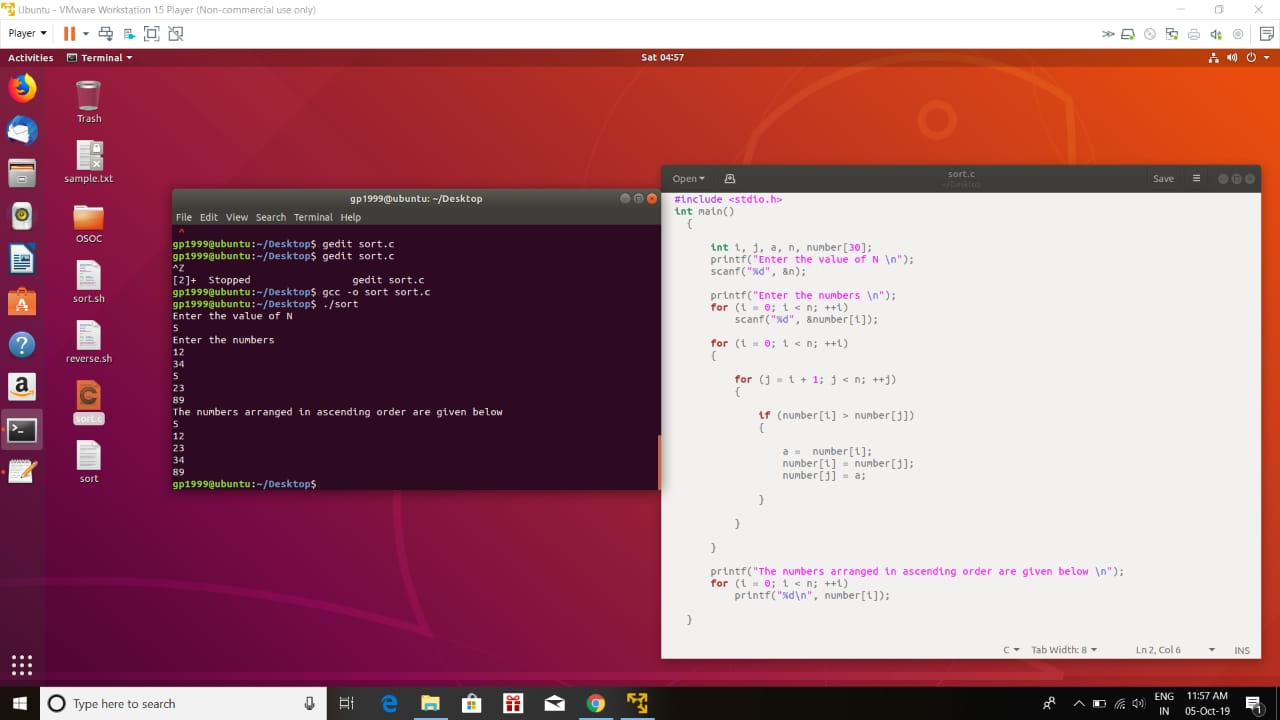 Ubuntu - VMware Workstation 15 Player (Non-commercial use only)
Player
Activities
Terminal
Sat 04:57
Trash
sample.txt
OSOC
sort.sh
reverse.sh
sort.c
sort
gp1999@ubuntu: ~/Desktop
File Edit View Search Terminal Help
^
gp1999@ubuntu:~/Desktop$ gedit sort.c
gp1999@ubuntu:~/Desktop$ gedit sort.c
^Z
[2]+  Stopped                 gedit sort.c
gp1999@ubuntu:~/Desktop$ gcc -o sort sort.c
gp1999@ubuntu:~/Desktop$ ./sort
Enter the value of N
5
Enter the numbers
12
34
5
23
89
The numbers arranged in ascending order are given below
5
12
23
34
89
gp1999@ubuntu:~/Desktop$
Open
sort.c
~/Desktop
Save
#include <stdio.h>
int main()
{
int i, j, a, n, number[30];
printf("Enter the value of N \n");
scanf("%d", &n);
printf("Enter the numbers \n");
for (i = 0; i < n; ++i)
scanf("%d", &number[i]);
for (i = 0; i < n; ++i)
{
for (j = i + 1; j < n; ++j)
{
if (number[i] > number[j])
{
a =  number[i];
number[i] = number[j];
number[j] = a;
}
}
}
printf("The numbers arranged in ascending order are given below \n");
for (i = 0; i < n; ++i)
printf("%d\n", number[i]);
}
C
Tab Width: 8
Ln 2, Col 6
INS
Type here to search
ENG
IN
11:57 AM
05-Oct-19
1